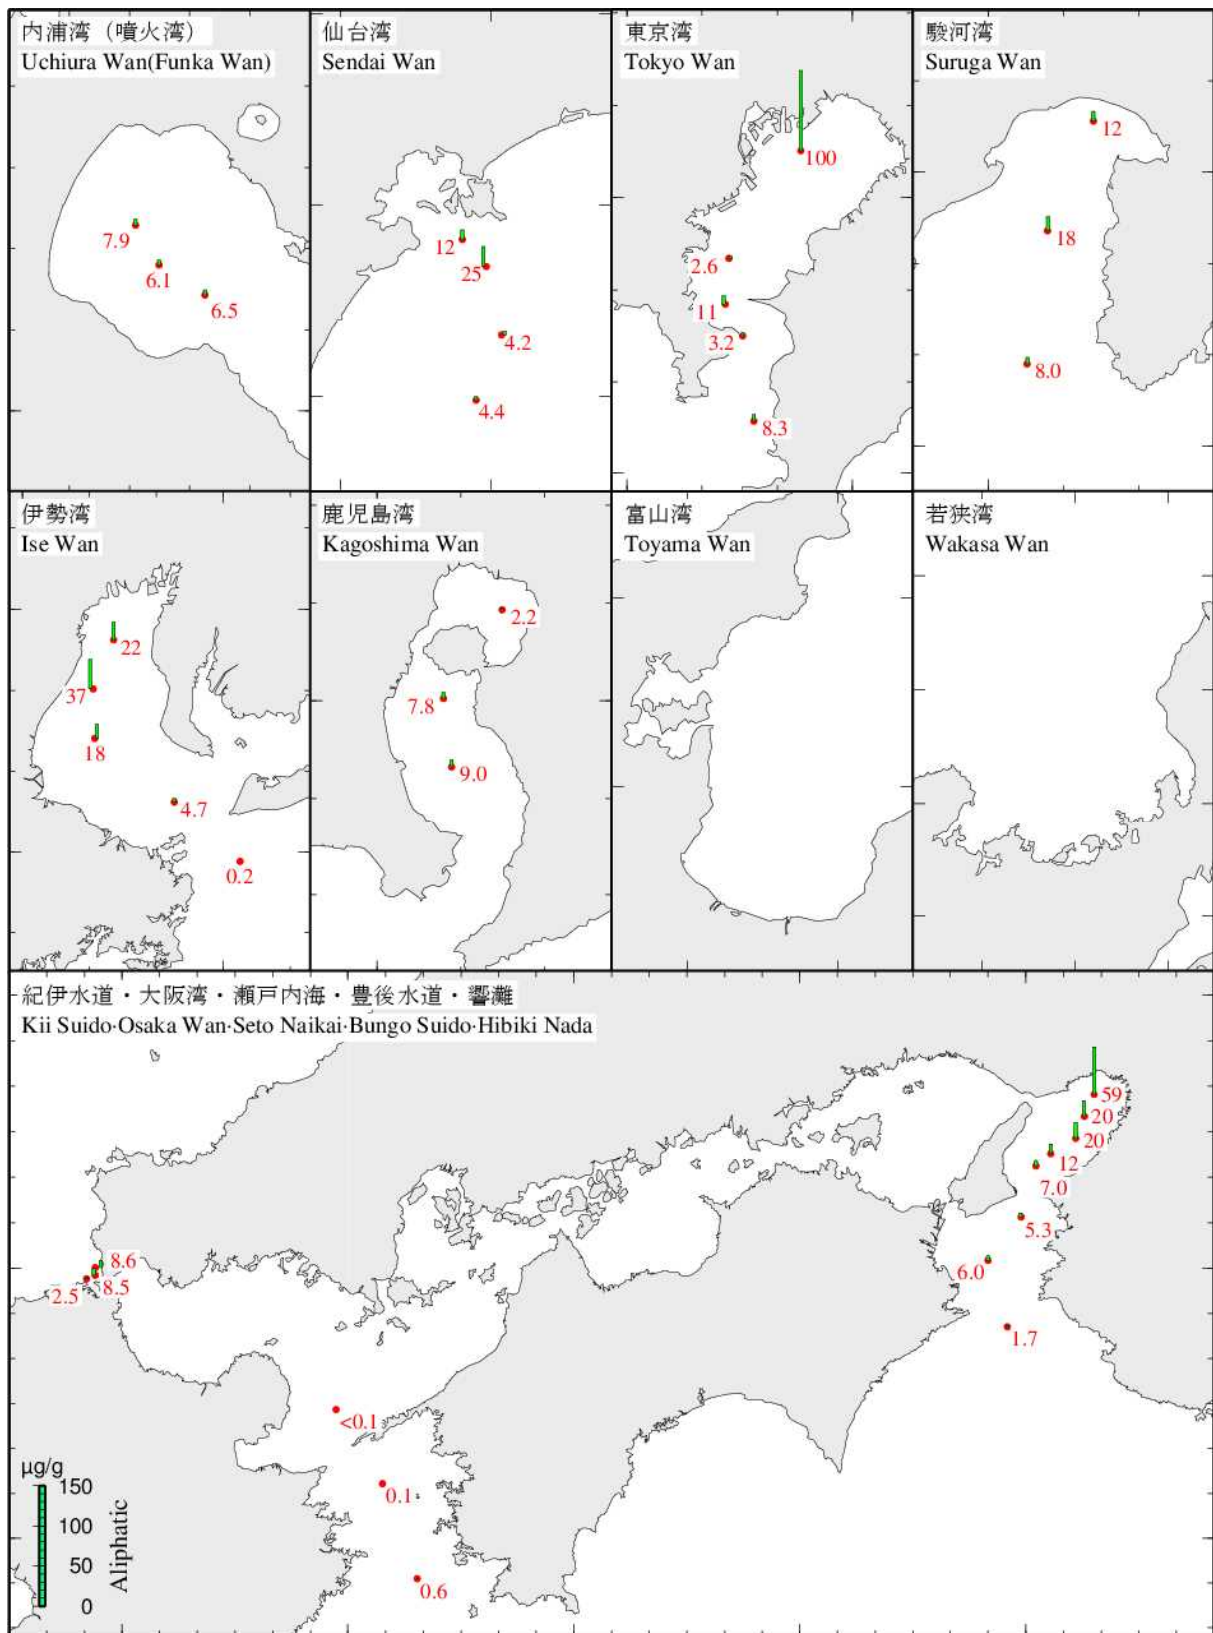 内浦湾（噴火湾）
Uchiura Wan(Funka Wan)
7.9
6.1
6.5
仙台湾
Sendai Wan
12
25
4.2
4.4
東京湾
Tokyo Wan
100
2.6
11
3.2
8.3
駿河湾
Suruga Wan
12
18
8.0
伊勢湾
Ise Wan
22
37
18
4.7
0.2
鹿児島湾
Kagoshima Wan
2.2
7.8
9.0
富山湾
Toyama Wan
若狭湾
Wakasa Wan
紀伊水道・大阪湾・瀬戸内海・豊後水道・響灘
Kii Suido·Osaka Wan·Seto Naikai·Bungo Suido·Hibiki Nada
59
20
20
12
7.0
5.3
6.0
1.7
8.6
8.5
2.5
<0.1
0.1
0.6
µg/g
150
100
50
0
Aliphatic